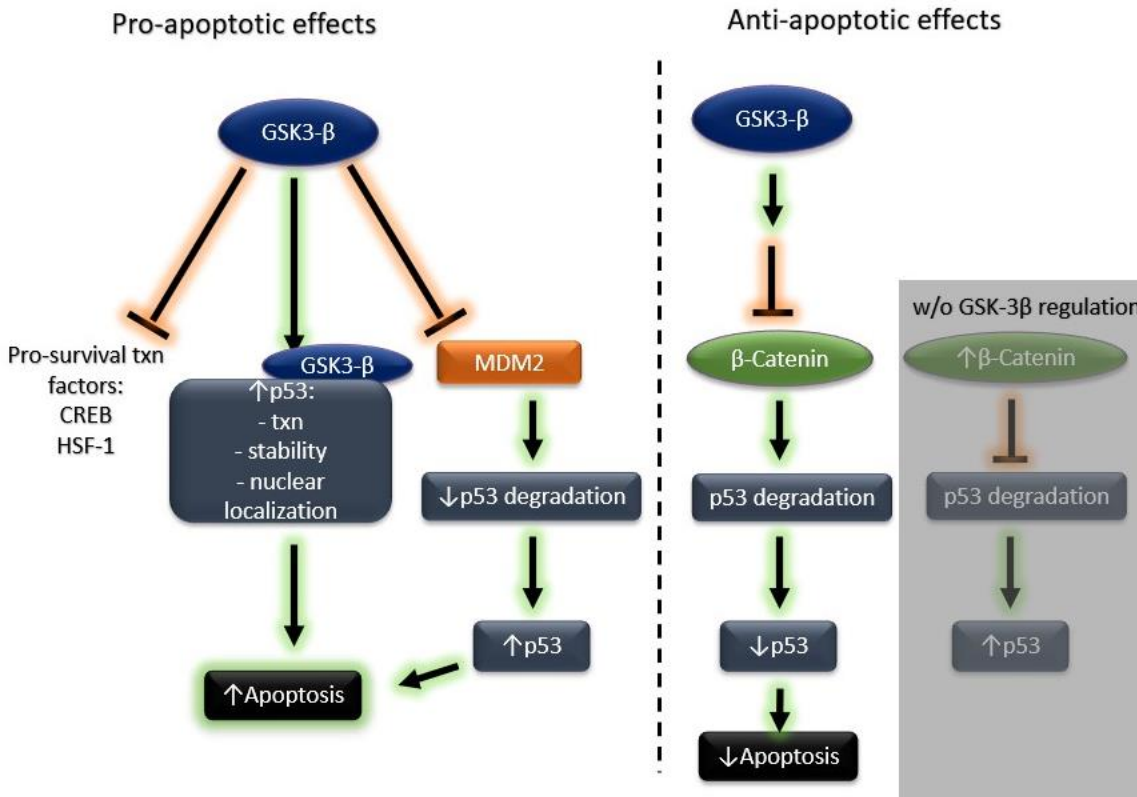 Pro-apoptotic effects
GSK3-β
Pro-survival txn
factors:
CREB
HSF-1
GSK3-β
↑p53:
- txn
- stability
- nuclear
localization
MDM2
↓p53 degradation
↑p53
↑Apoptosis
Anti-apoptotic effects
GSK3-β
β-Catenin
p53 degradation
↓p53
↓Apoptosis
w/o GSK-3β regulation
↑β-Catenin
p53 degradation
↑p53